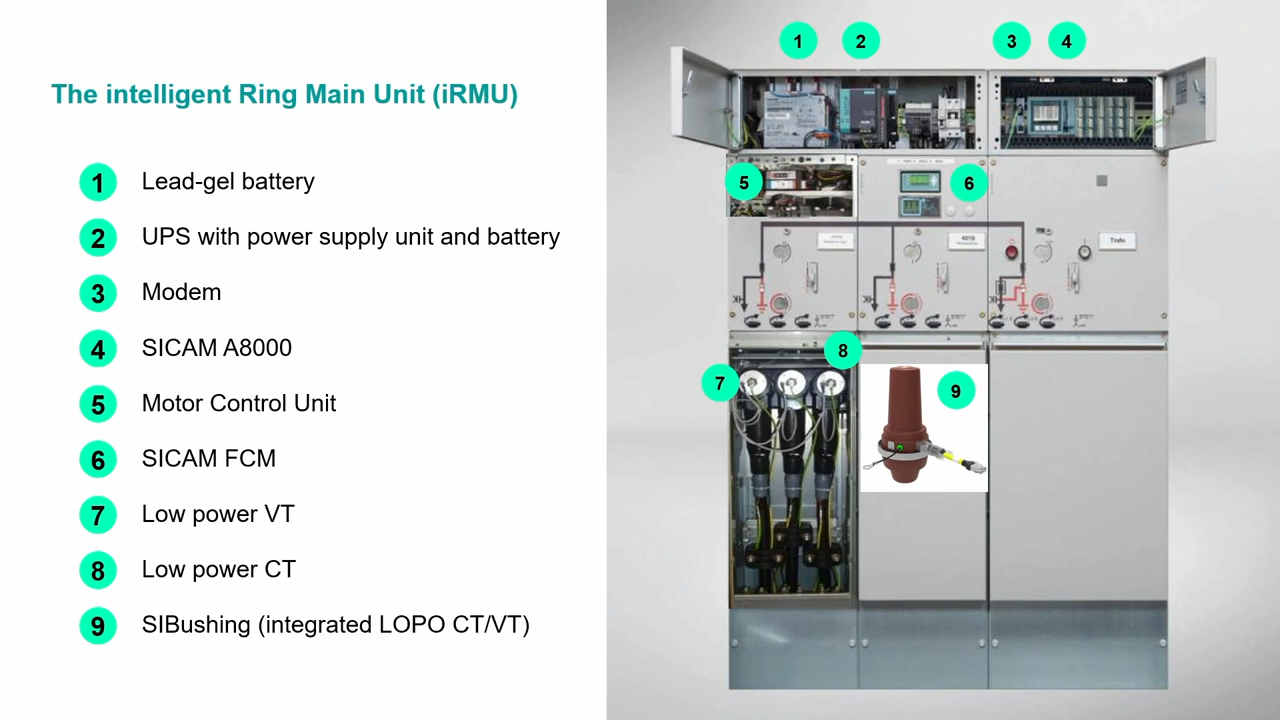 The intelligent Ring Main Unit (iRMU)
1 Lead-gel battery
2 UPS with power supply unit and battery
3 Modem
4 SICAM A8000
5 Motor Control Unit
6 SICAM FCM
7 Low power VT
8 Low power CT
9 SIBushing (integrated LOPO CT/VT)
1 2 3 4
5 6
Trafo
8
7 9